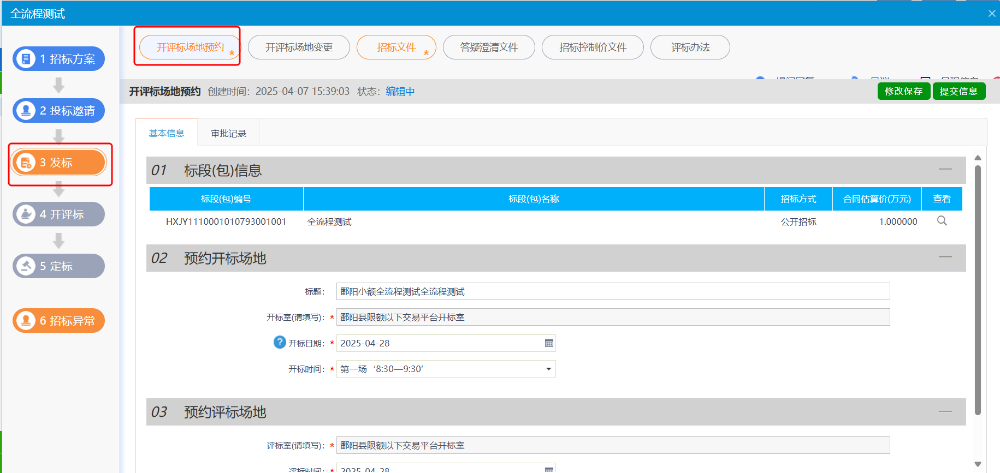 全流程测试
1 招标方案
2 投标邀请
3 发标
4 开评标
5 定标
6 招标异常
开评标场地预约 *
开评标场地变更
招标文件 *
答疑澄清文件
招标控制价文件
评标办法
开评标场地预约 创建时间：2025-04-07 15:39:03 状态：编辑中
修改保存
提交信息
基本信息
审批记录
01 标段(包)信息
标段(包)编号 标段(包)名称 招标方式 合同估算价(万元) 查看
HXJY1110001010793001001 全流程测试 公开招标 1.000000
02 预约开标场地
标题： 鄱阳小额全流程测试全流程测试
开标室(请填写)：* 鄱阳县限额以下交易平台开标室
? 开标日期：* 2025-04-28
开标时间：* 第一场‘8:30—9:30’
03 预约评标场地
评标室(请填写)：* 鄱阳县限额以下交易平台开标室
评标时间：* 2025-04-28